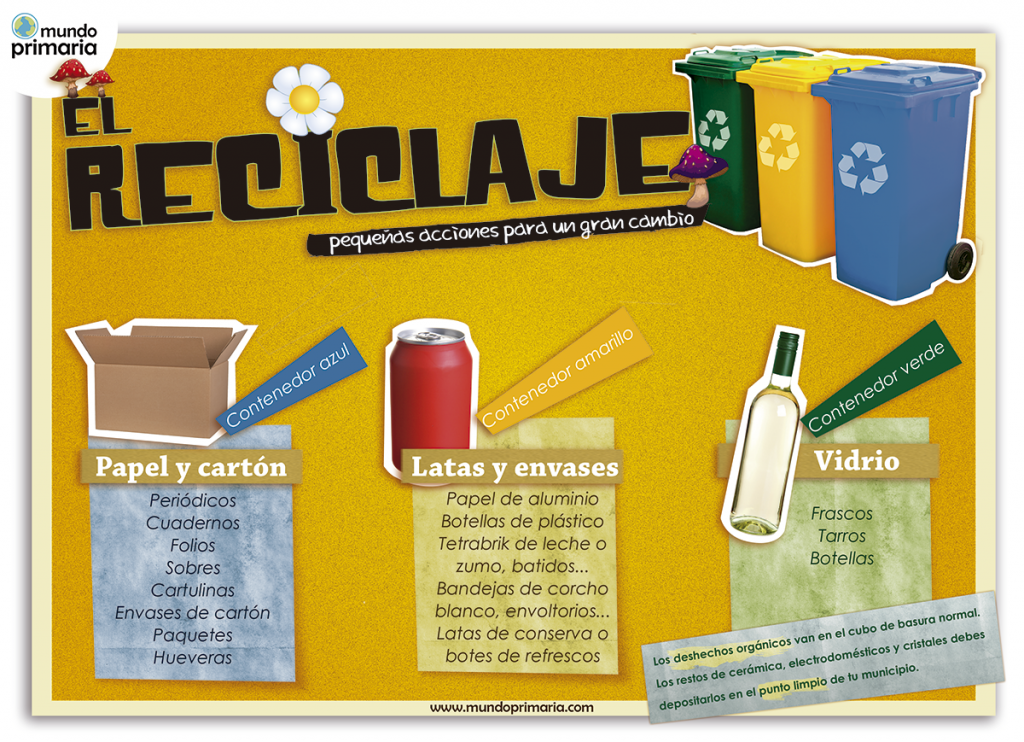 mundo
primaria
EL
RECICLAJE
pequeñas acciones para un gran cambio
Contenedor azul
Papel y cartón
Periódicos
Cuadernos
Folios
Sobres
Cartulinas
Envases de cartón
Paquetes
Hueveras
Contenedor amarillo
Latas y envases
Papel de aluminio
Botellas de plástico
Tetrabrik de leche o
zumo, batidos...
Bandejas de corcho
blanco, envoltorios...
Latas de conserva o
botes de refrescos
Contenedor verde
Vidrio
Frascos
Tarros
Botellas
Los deshechos orgánicos van en el cubo de basura normal.
Los restos de cerámica, electrodomésticos y cristales debes
depositarlos en el punto limpio de tu municipio.
www.mundoprimaria.com